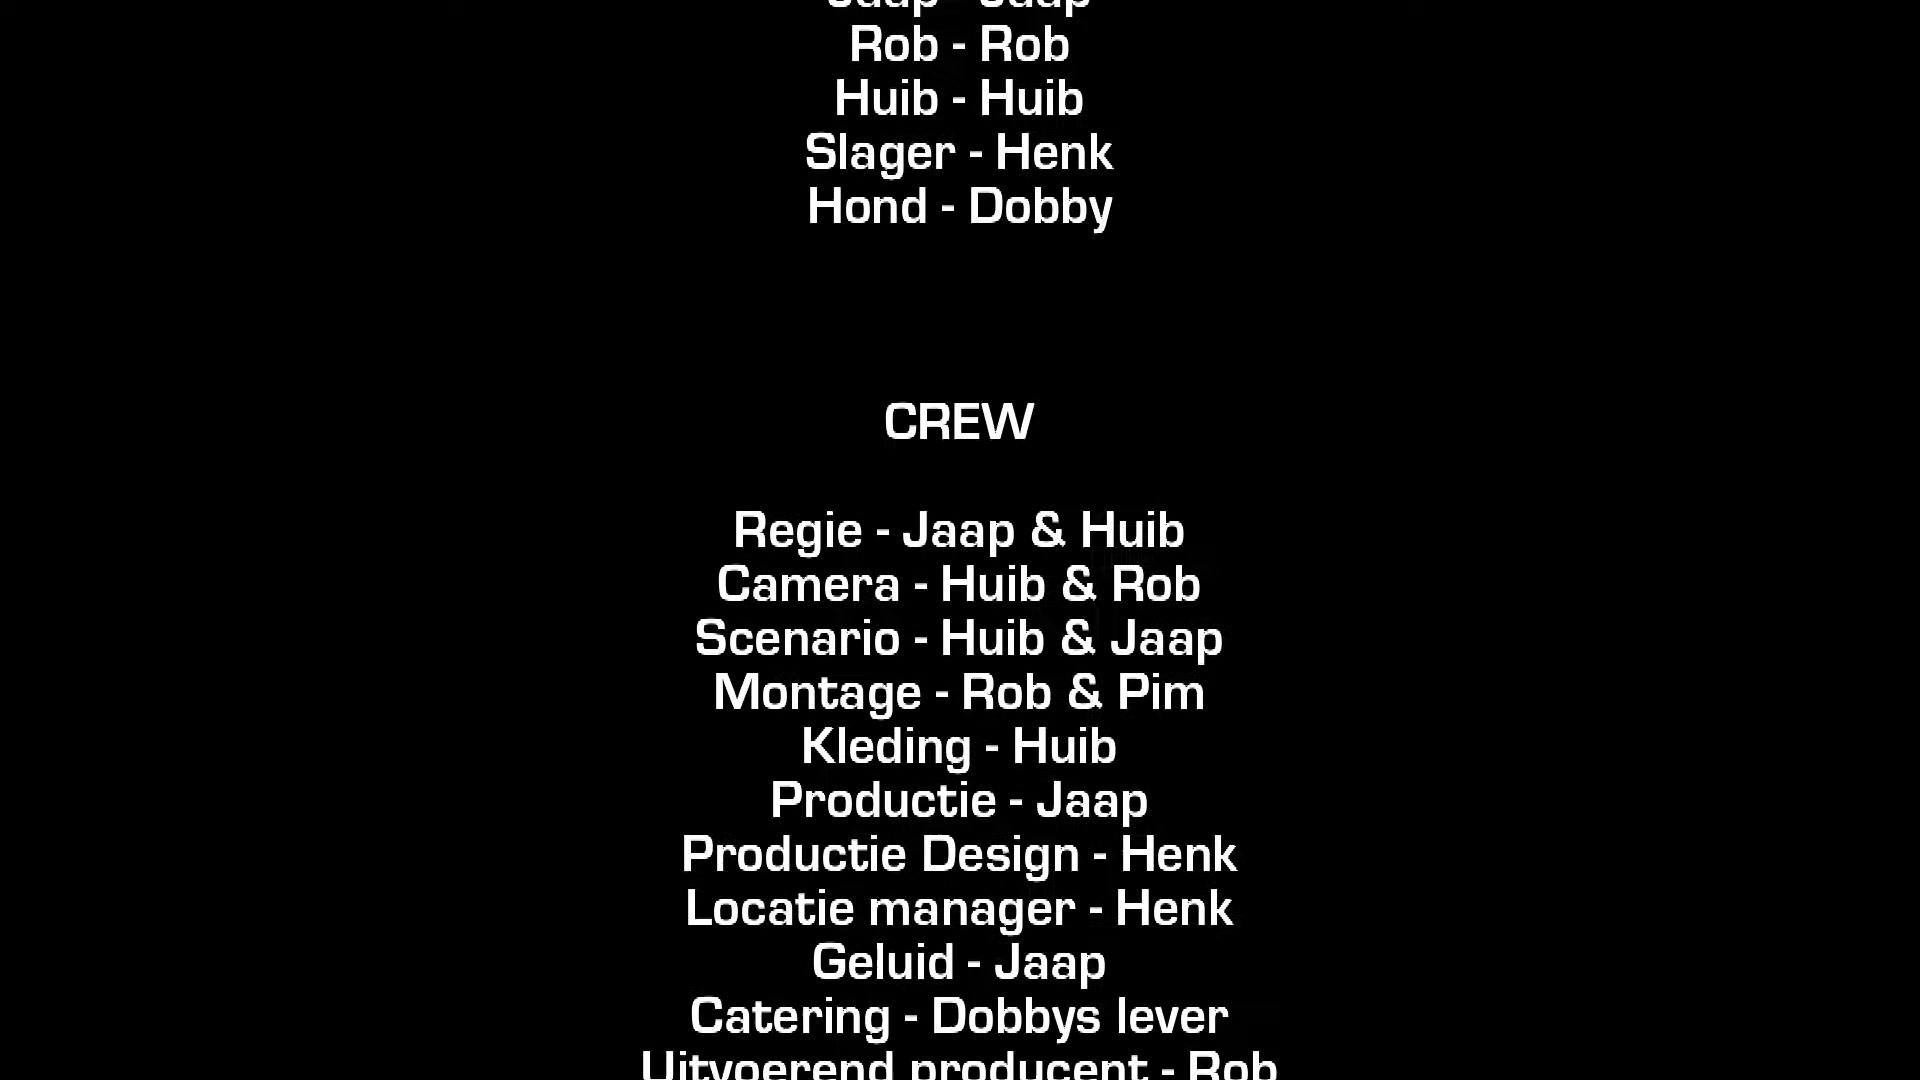 Jaap - Jaap
Rob - Rob
Huib - Huib
Slager - Henk
Hond - Dobby
CREW
Regie - Jaap & Huib
Camera - Huib & Rob
Scenario - Huib & Jaap
Montage - Rob & Pim
Kleding - Huib
Productie - Jaap
Productie Design - Henk
Locatie manager - Henk
Geluid - Jaap
Catering - Dobbys lever
Uitvoerend producent - Rob